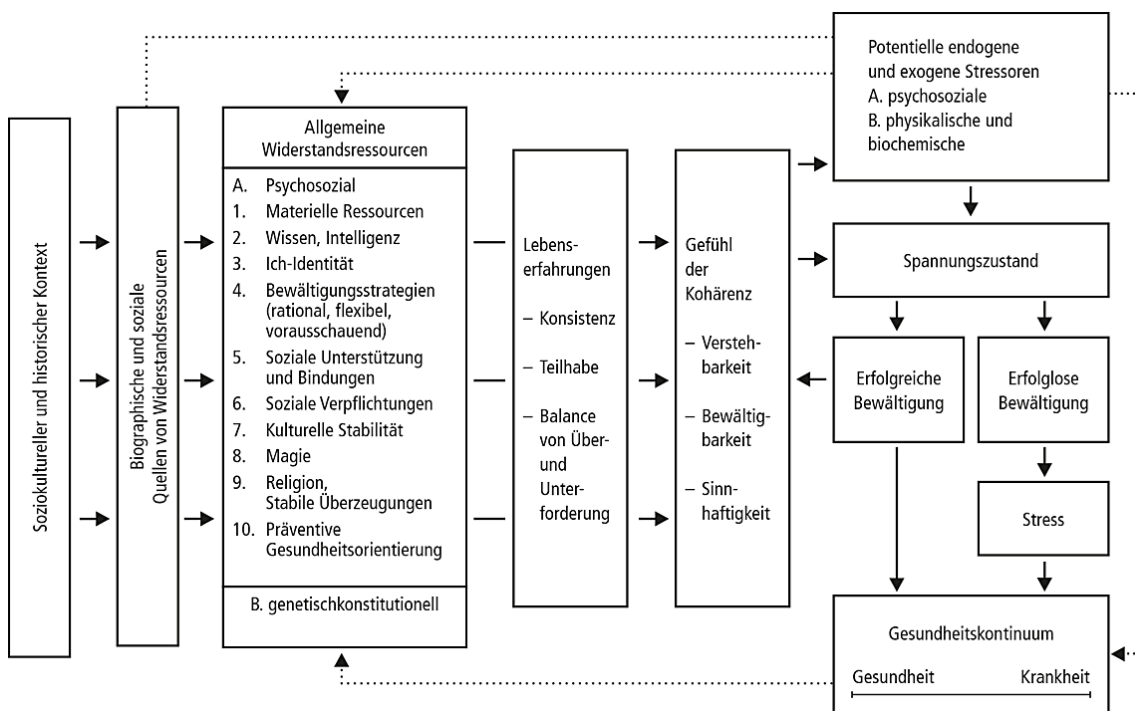 Soziokultureller und historischer Kontext
Biographische und soziale
Quellen von Widerstandsressourcen
Allgemeine
Widerstandsressourcen
A. Psychosozial
1. Materielle Ressourcen
2. Wissen, Intelligenz
3. Ich-Identität
4. Bewältigungsstrategien
(rational, flexibel,
vorausschauend)
5. Soziale Unterstützung
und Bindungen
6. Soziale Verpflichtungen
7. Kulturelle Stabilität
8. Magie
9. Religion,
Stabile Überzeugungen
10. Präventive
Gesundheitsorientierung
B. genetischkonstitutionell
Lebens-
erfahrungen
– Konsistenz
– Teilhabe
– Balance
von Über-
und
Unter-
forderung
Gefühl
der
Kohärenz
– Versteh-
barkeit
– Bewältig-
barkeit
– Sinn-
haftigkeit
Potentielle endogene
und exogene Stressoren
A. psychosoziale
B. physikalische und
biochemische
Spannungszustand
Erfolgreiche
Bewältigung
Erfolglose
Bewältigung
Stress
Gesundheitskontinuum
Gesundheit Krankheit